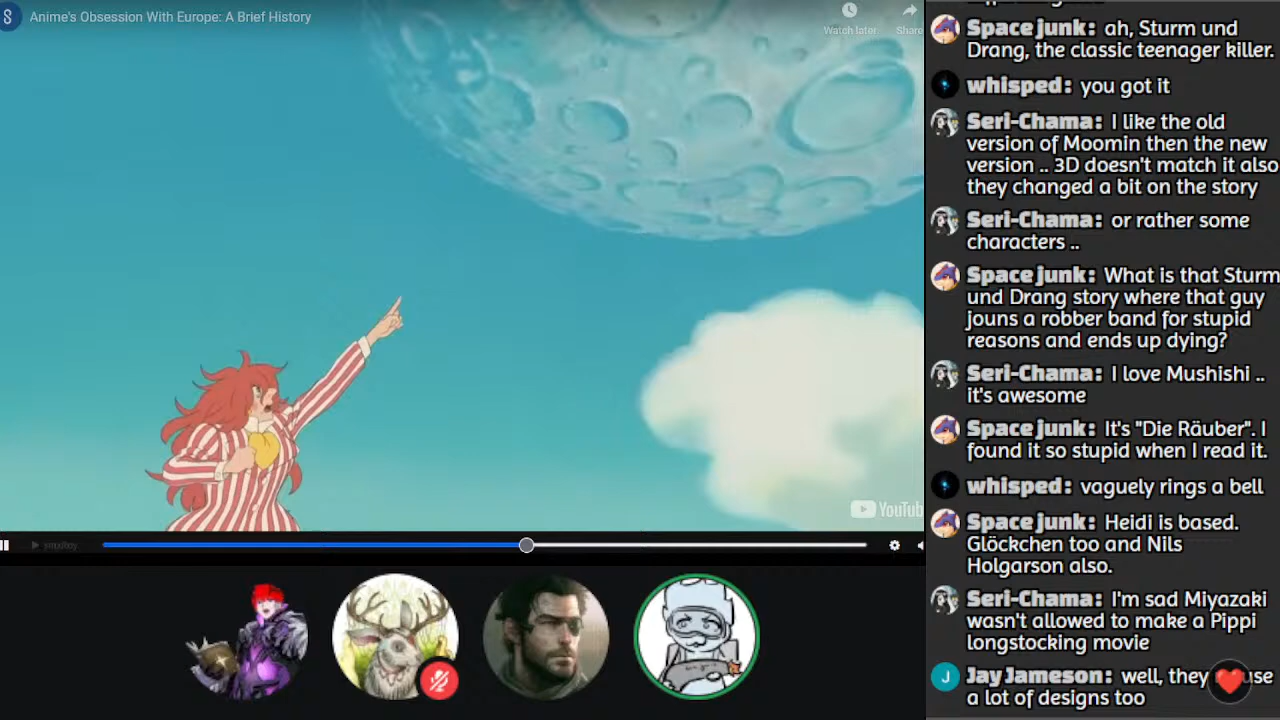 Anime's Obsession With Europe: A Brief History
Watch later
Share
YouTub
Space junk: ah, Sturm und
Drang, the classic teenager killer.
whisped: you got it
Seri-Chama: I like the old
version of Moomin then the new
version .. 3D doesn't match it also
they changed a bit on the story
Seri-Chama: or rather some
characters ..
Space junk: What is that Sturm
und Drang story where that guy
jouns a robber band for stupid
reasons and ends up dying?
Seri-Chama: I love Mushishi ..
it's awesome
Space junk: It's "Die Räuber". I
found it so stupid when I read it.
whisped: vaguely rings a bell
Space junk: Heidi is based.
Glöckchen too and Nils
Holgarson also.
Seri-Chama: I'm sad Miyazaki
wasn't allowed to make a Pippi
longstocking movie
J
Jay Jameson: well, they use
a lot of designs too